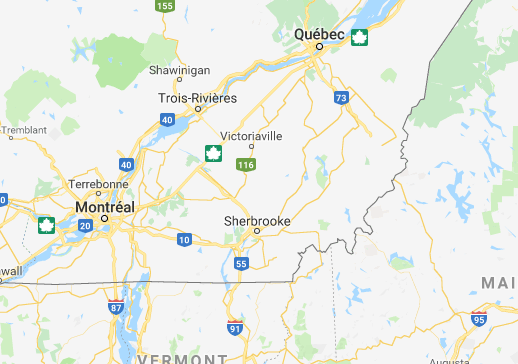 155
Québec
Shawinigan
73
Trois-Rivières
40
Tremblant
Victoriaville
116
40
Terrebonne
Montréal
20
Sherbrooke
10
55
wall
MAI
87
91
95
VERMONT
Augusta